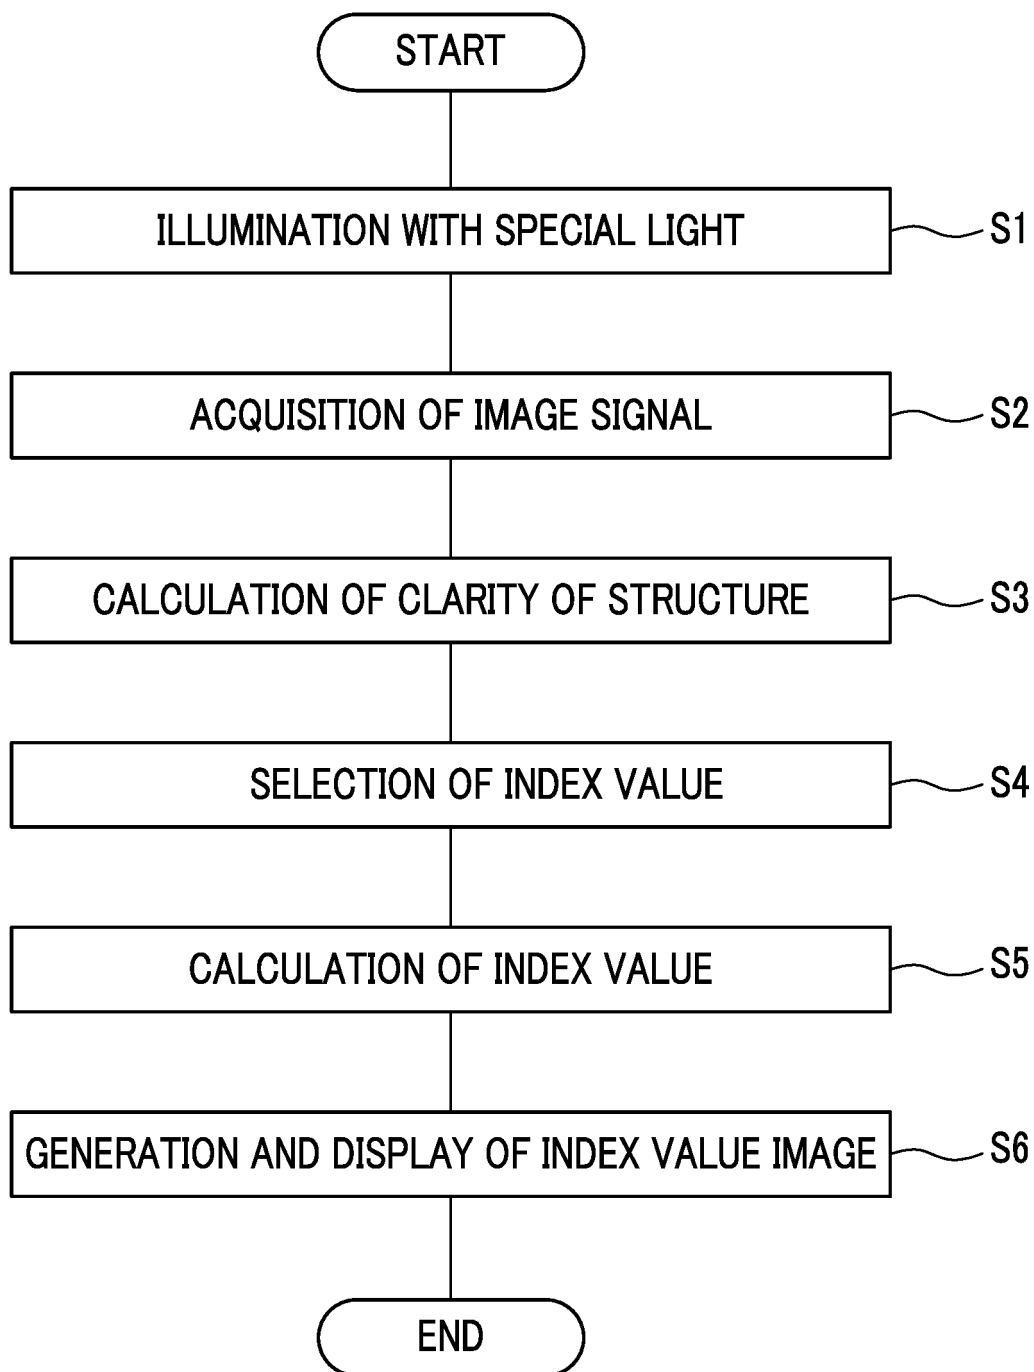 START
ILLUMINATION WITH SPECIAL LIGHT
S1
ACQUISITION OF IMAGE SIGNAL
S2
CALCULATION OF CLARITY OF STRUCTURE
S3
SELECTION OF INDEX VALUE
S4
CALCULATION OF INDEX VALUE
S5
GENERATION AND DISPLAY OF INDEX VALUE IMAGE
S6
END